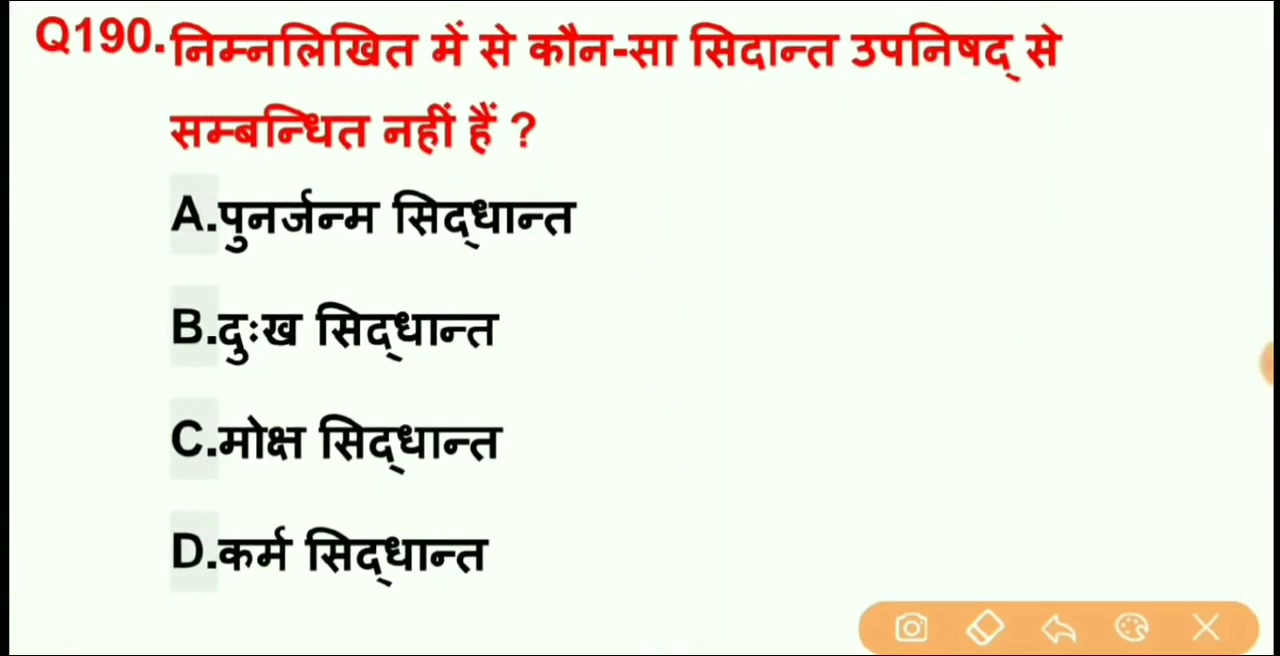 Q190.निम्नलिखित में से कौन-सा सिदान्त उपनिषद् से
सम्बन्धित नहीं हैं ?
A.पुनर्जन्म सिद्धान्त
B.दुःख सिद्धान्त
C.मोक्ष सिद्धान्त
D.कर्म सिद्धान्त